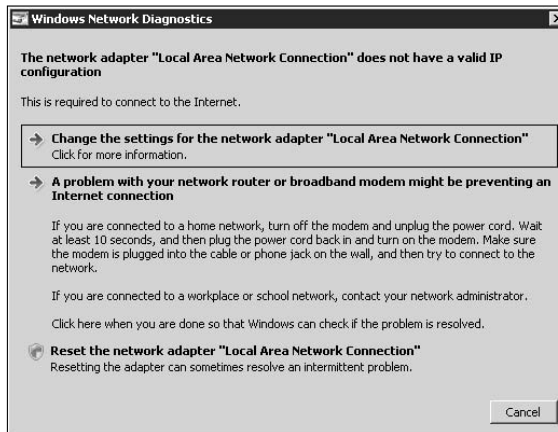 Windows Network Diagnostics
The network adapter "Local Area Network Connection" does not have a valid IP
configuration
This is required to connect to the Internet.
Change the settings for the network adapter "Local Area Network Connection"
Click for more information.
A problem with your network router or broadband modem might be preventing an
Internet connection
If you are connected to a home network, turn off the modem and unplug the power cord. Wait
at least 10 seconds, and then plug the power cord back in and turn on the modem. Make sure
the modem is plugged into the cable or phone jack on the wall, and then try to connect to the
network.
If you are connected to a workplace or school network, contact your network administrator.
Click here when you are done so that Windows can check if the problem is resolved.
Reset the network adapter "Local Area Network Connection"
Resetting the adapter can sometimes resolve an intermittent problem.
Cancel